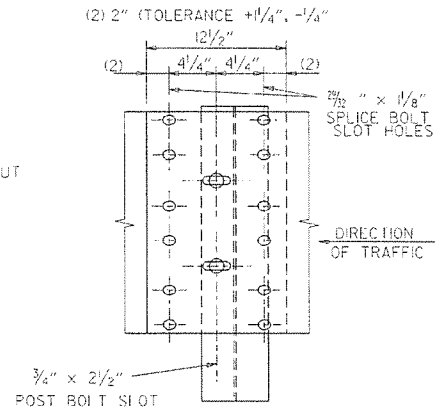 (2) 2" (TOLERANCE +1 1/4", -1/4"
12 1/2"
(2) 4 1/4" 4 1/4" (2)
29/32 " × 1 1/8"
SPLICE BOLT
SLOT HOLES
UT
DIRECTION
OF TRAFFIC
3/4" × 2 1/2"
POST BOLT SLOT